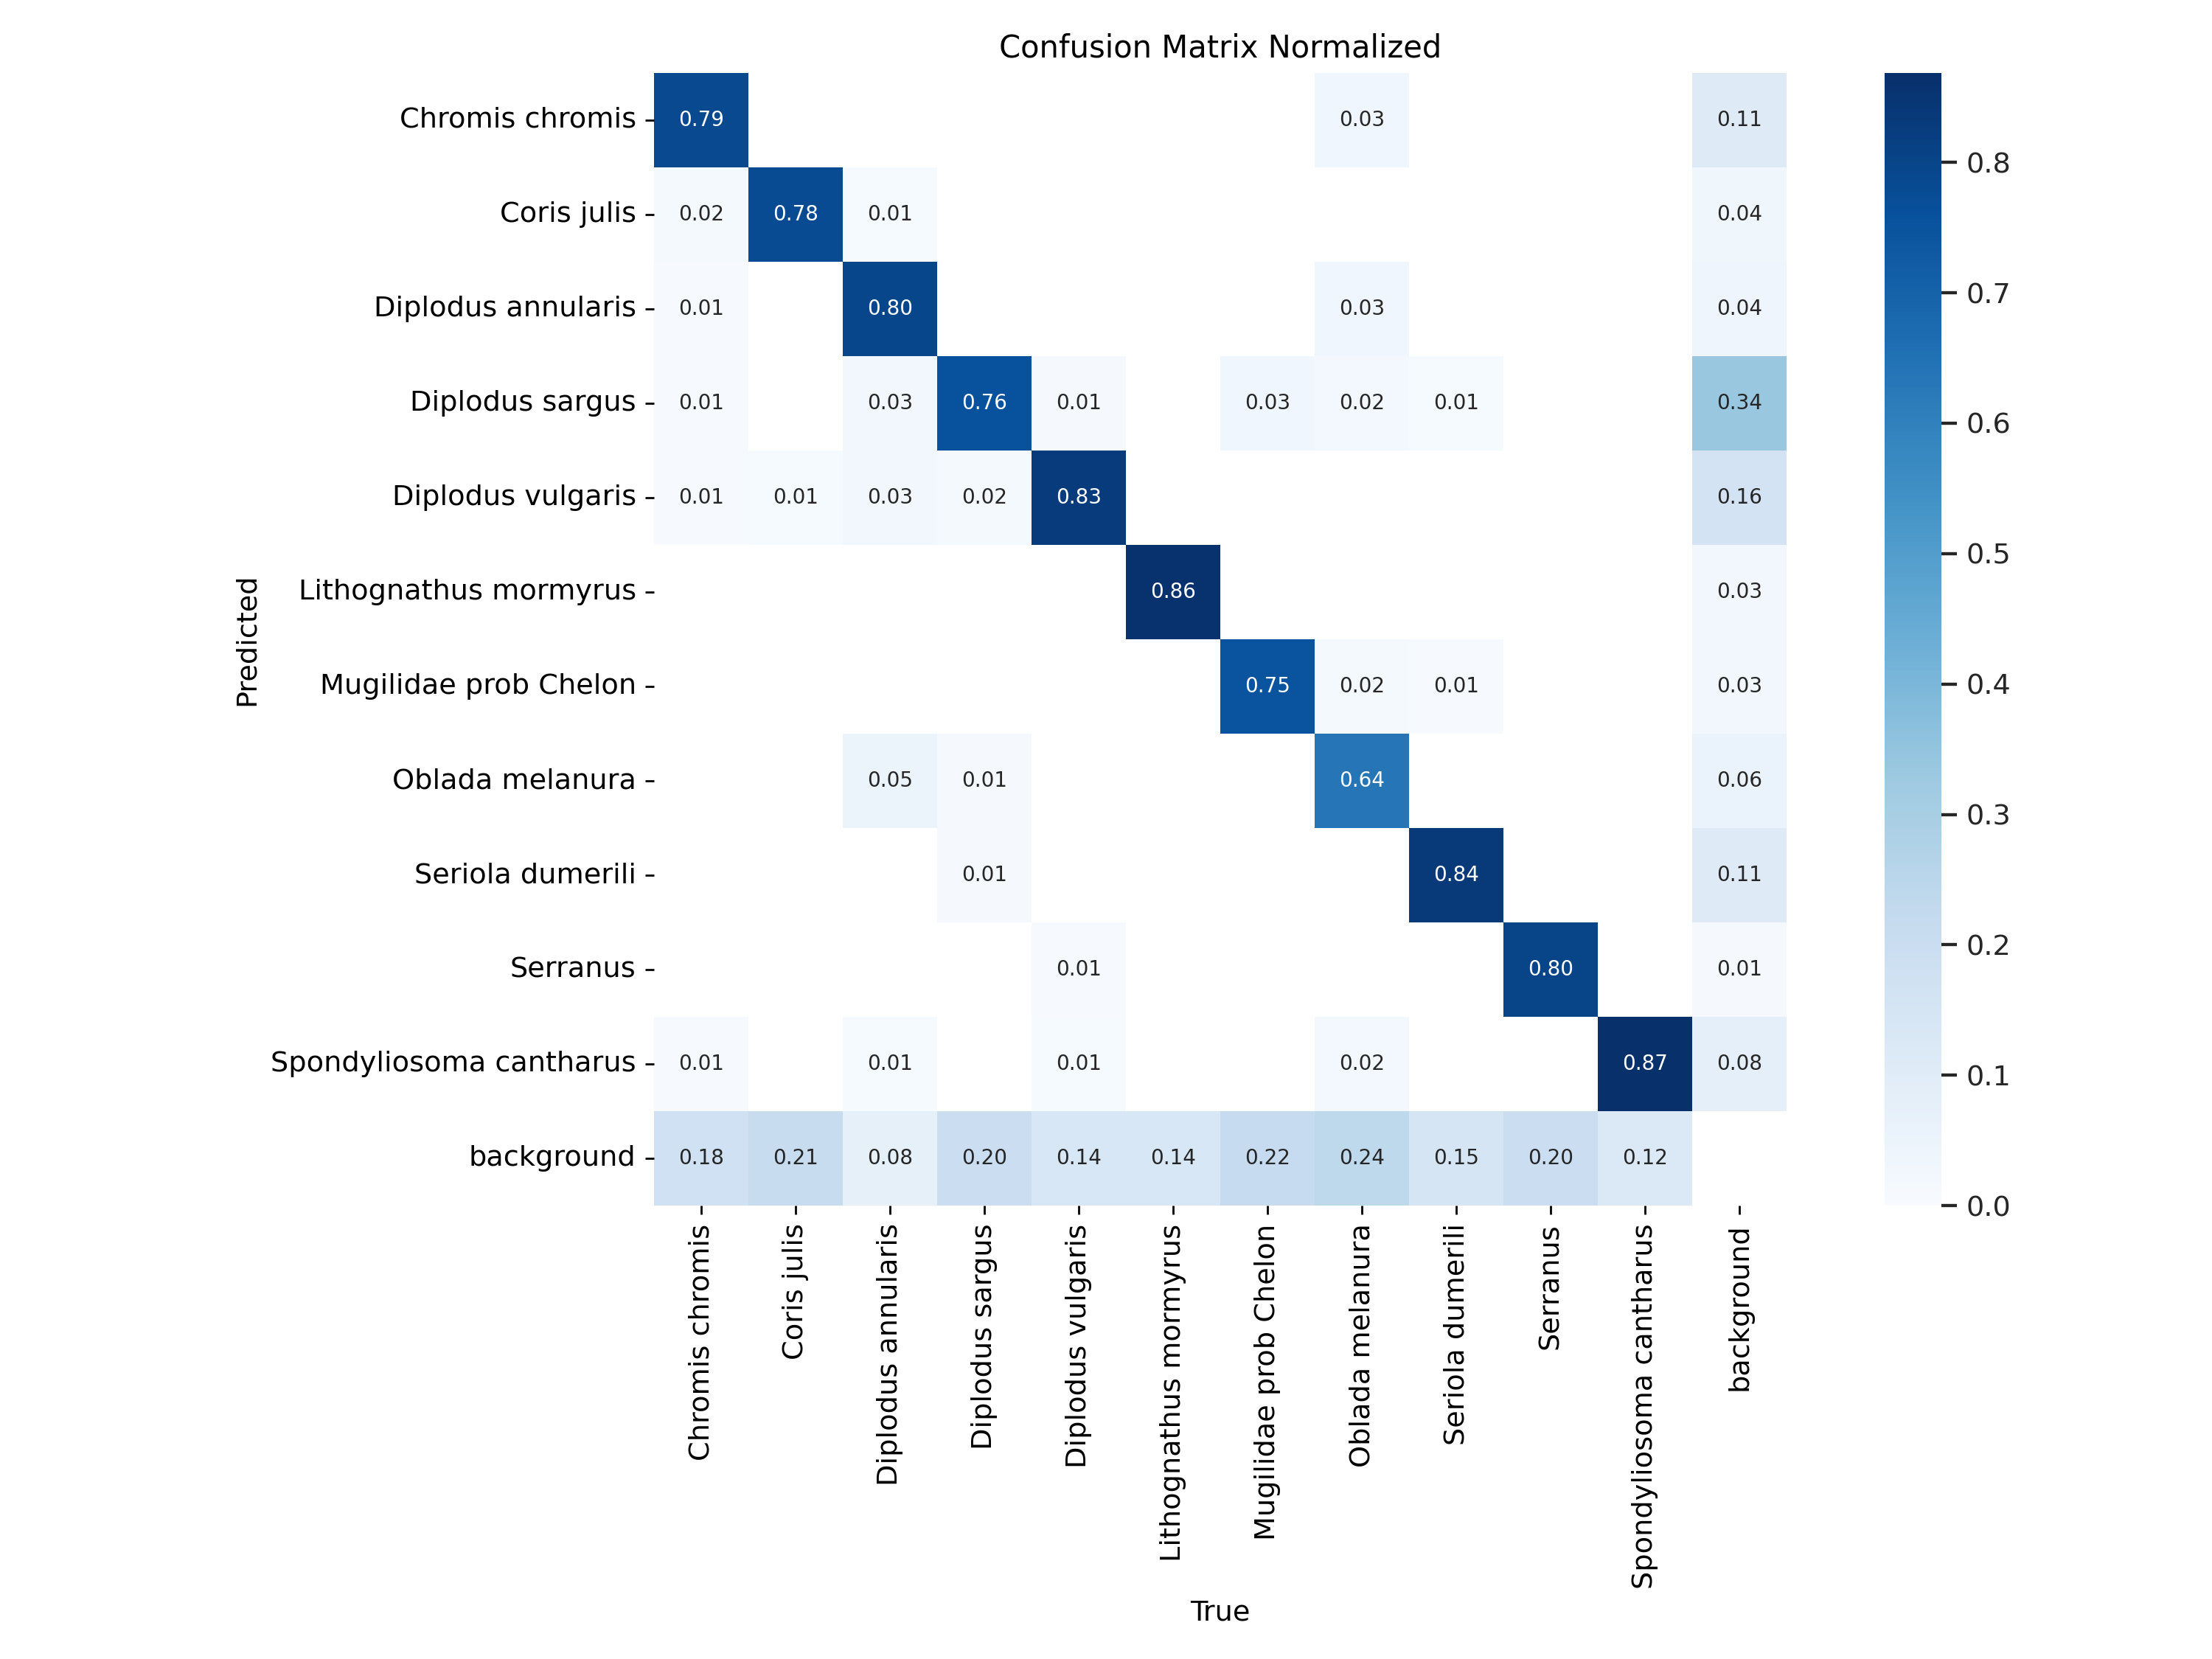 Confusion Matrix Normalized
Chromis chromis 0.79 0.03 0.11
Coris julis 0.02 0.78 0.01 0.04
Diplodus annularis 0.01 0.80 0.03 0.04
Diplodus sargus 0.01 0.03 0.76 0.01 0.03 0.02 0.01 0.34
Diplodus vulgaris 0.01 0.01 0.03 0.02 0.83 0.16
Lithognathus mormyrus 0.86 0.03
Mugilidae prob Chelon 0.75 0.02 0.01 0.03
Oblada melanura 0.05 0.01 0.64 0.06
Seriola dumerili 0.01 0.84 0.11
Serranus 0.01 0.80 0.01
Spondyliosoma cantharus 0.01 0.01 0.01 0.02 0.87 0.08
background 0.18 0.21 0.08 0.20 0.14 0.14 0.22 0.24 0.15 0.20 0.12
Predicted
Chromis chromis
Coris julis
Diplodus annularis
Diplodus sargus
Diplodus vulgaris
Lithognathus mormyrus
Mugilidae prob Chelon
Oblada melanura
Seriola dumerili
Serranus
Spondyliosoma cantharus
background
True
0.8
0.7
0.6
0.5
0.4
0.3
0.2
0.1
0.0